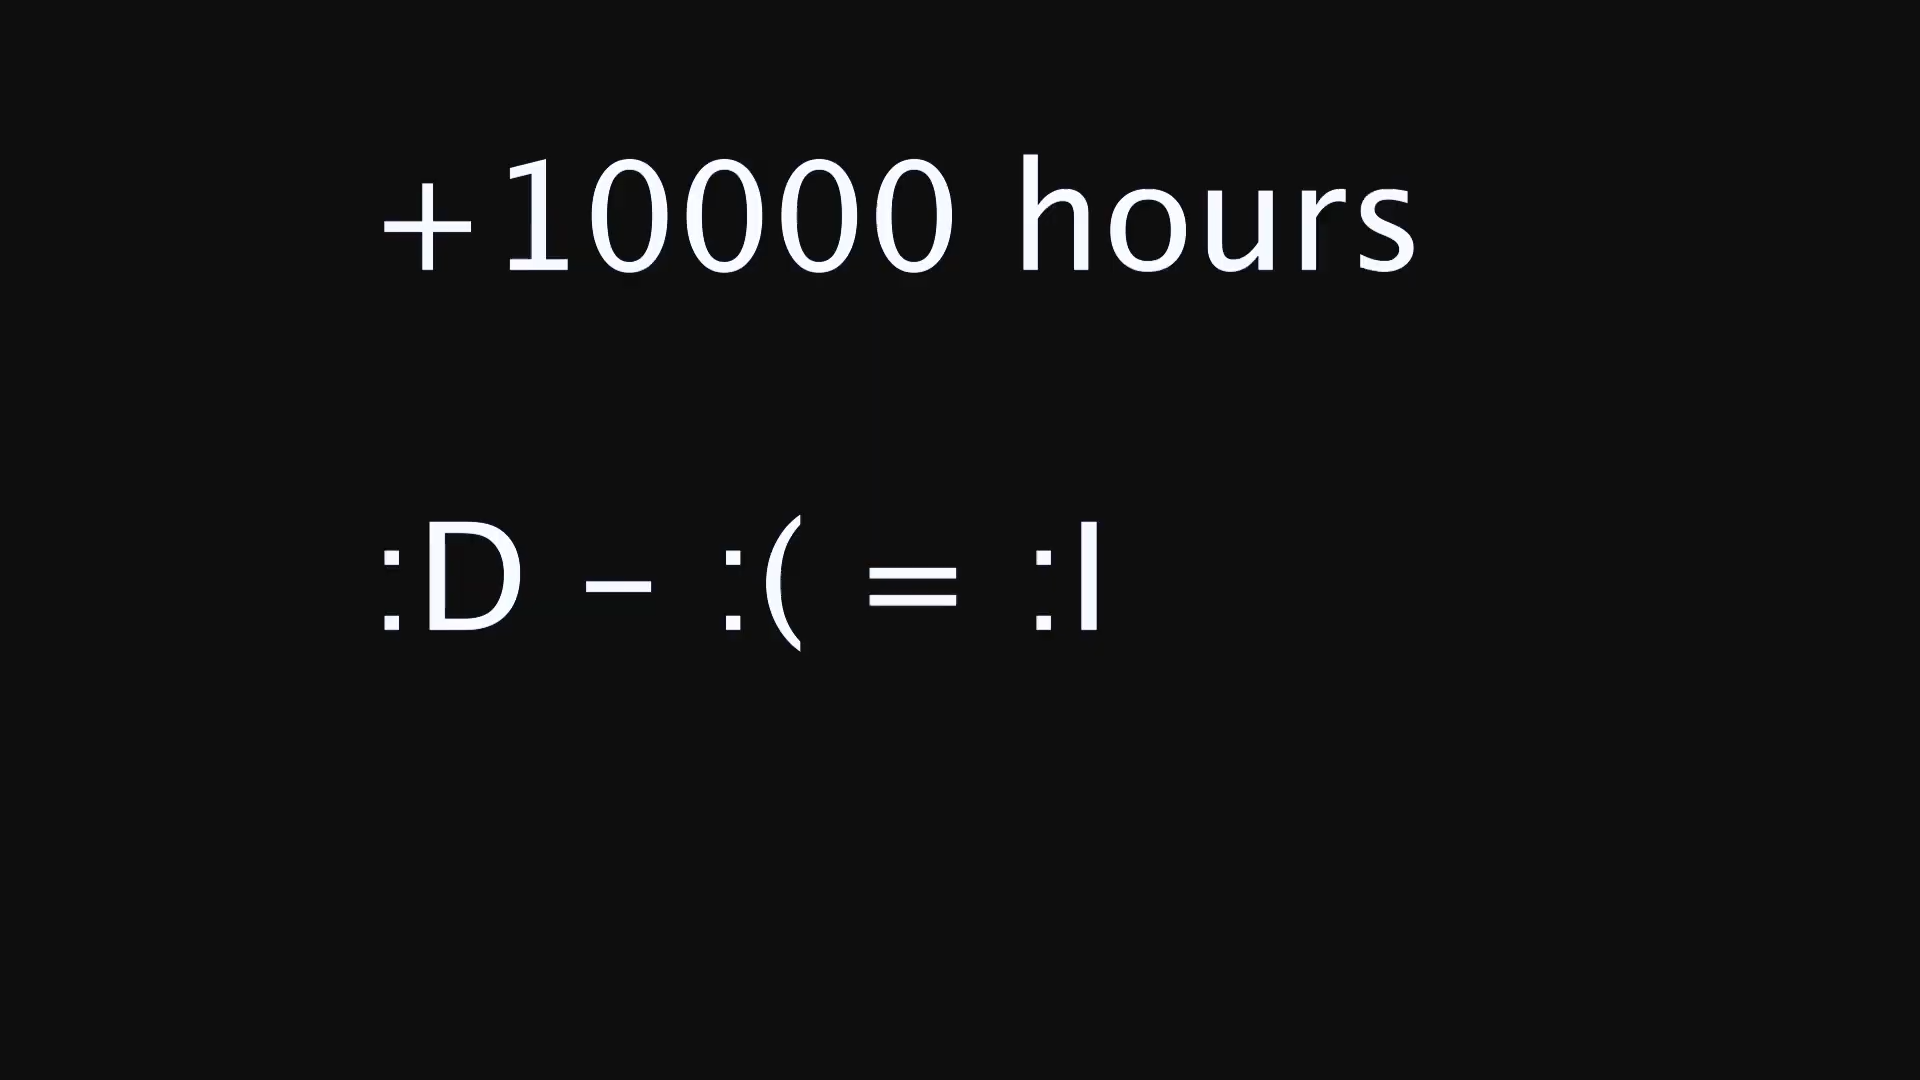 +10000 hours
:D – :( = :I